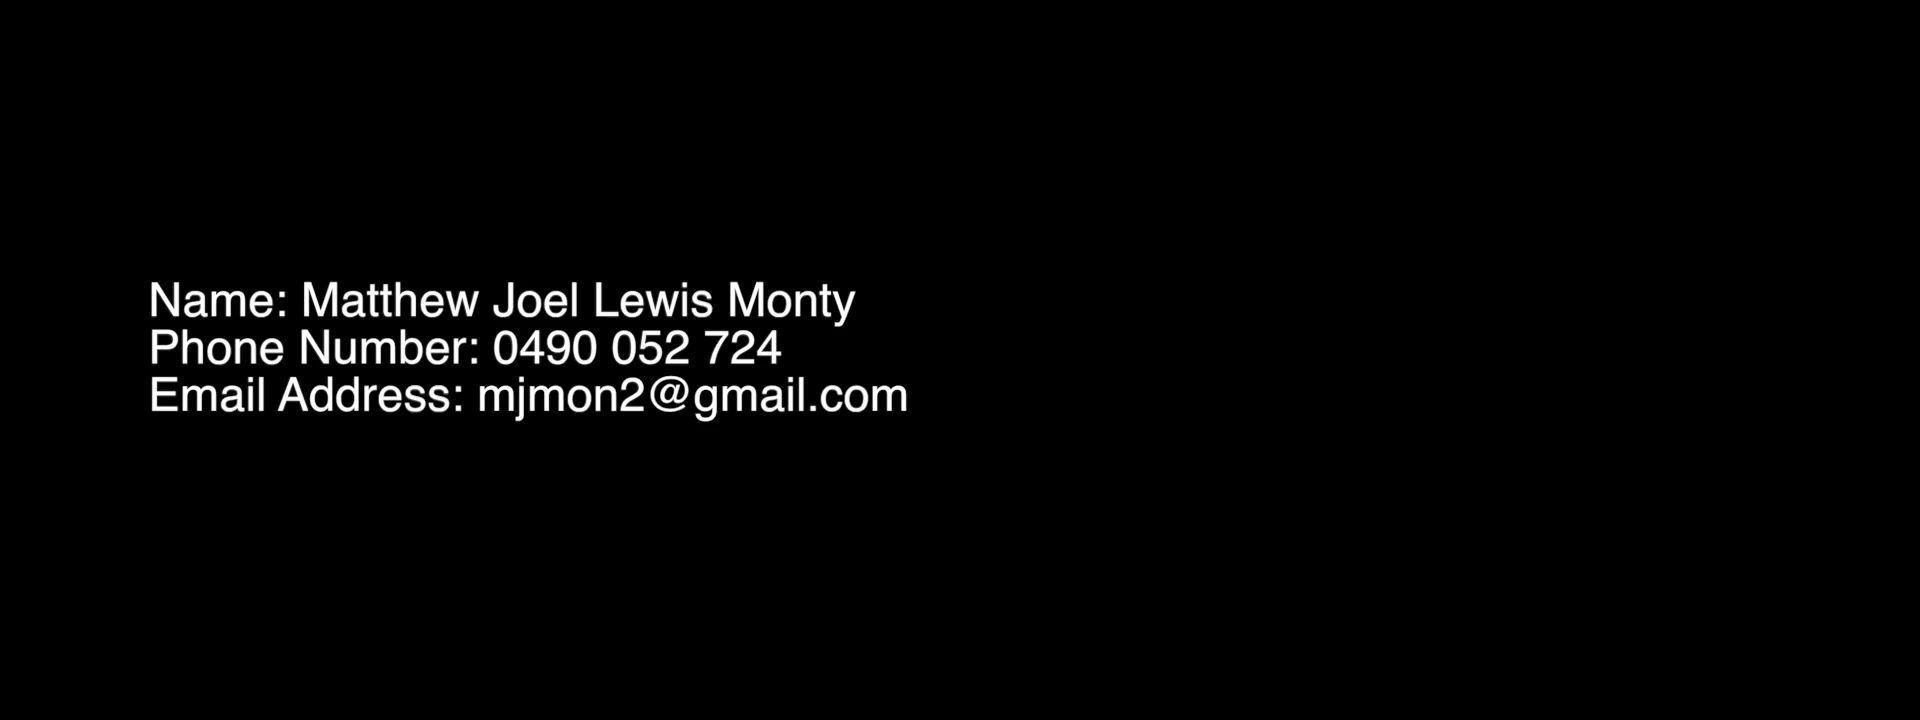 Name: Matthew Joel Lewis Monty
Phone Number: 0490 052 724
Email Address: mjmon2@gmail.com